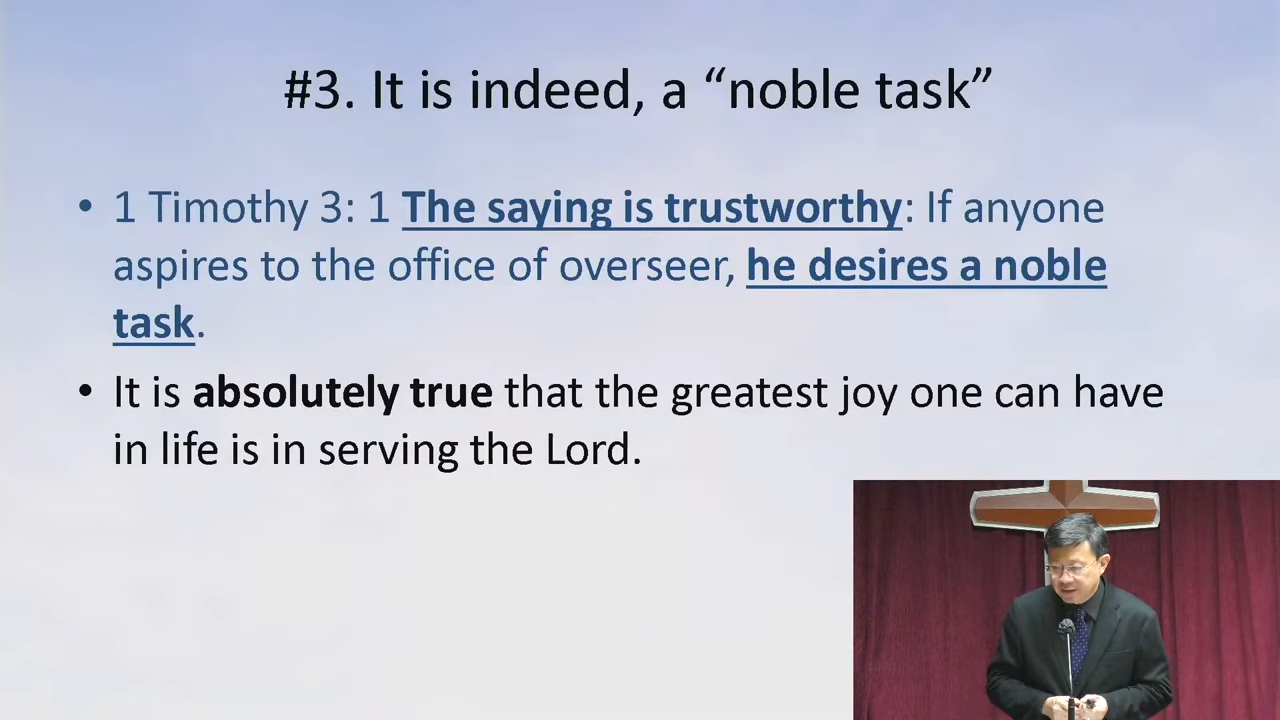 #3. It is indeed, a “noble task”
• 1 Timothy 3: 1 The saying is trustworthy: If anyone
aspires to the office of overseer, he desires a noble
task.
• It is absolutely true that the greatest joy one can have
in life is in serving the Lord.